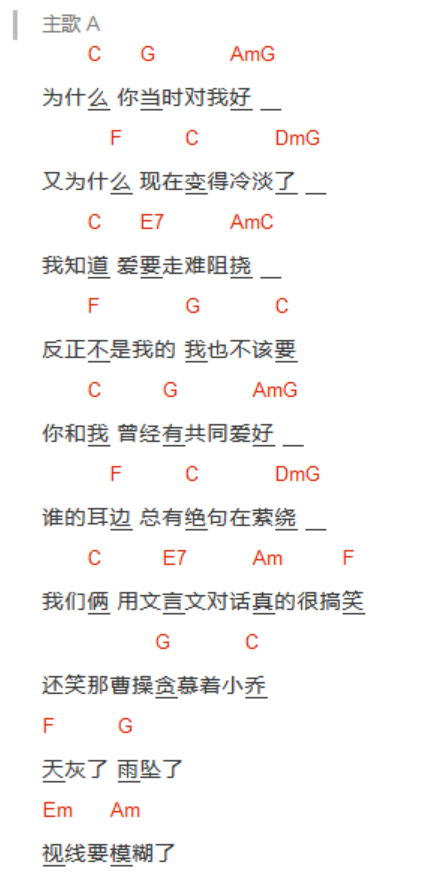 主歌 A
C G AmG
为什么 你当时对我好 __
F C DmG
又为什么 现在变得冷淡了 __
C E7 AmC
我知道 爱要走难阻挠 __
F G C
反正不是我的 我也不该要
C G AmG
你和我 曾经有共同爱好 __
F C DmG
谁的耳边 总有绝句在萦绕 __
C E7 Am F
我们俩 用文言文对话真的很搞笑
G C
还笑那曹操贪慕着小乔
F G
天灰了 雨坠了
Em Am
视线要模糊了